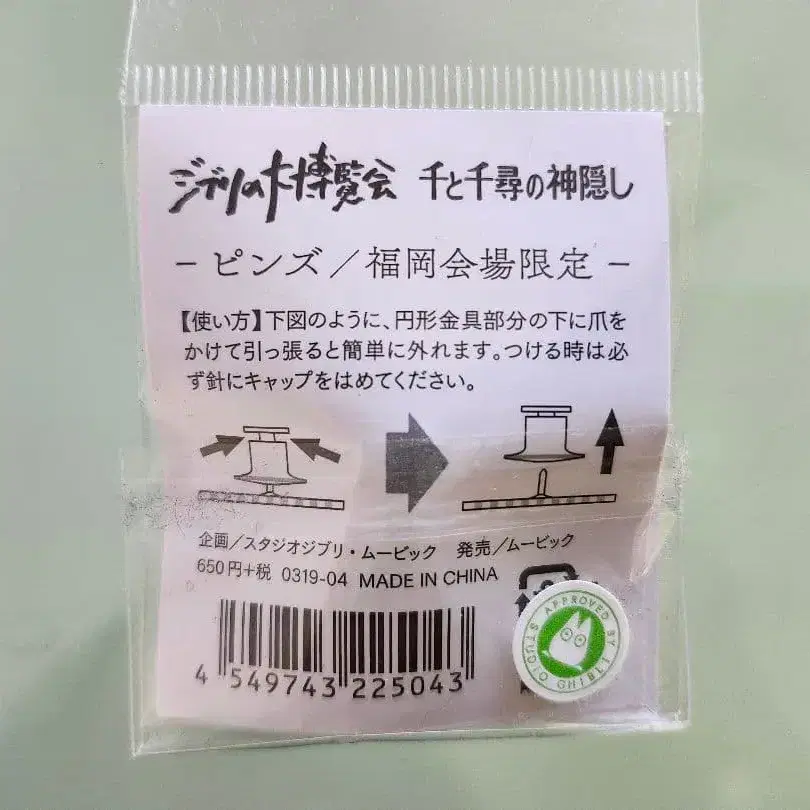 ジブリの大博覧会 千と千尋の神隠し
− ピンズ／福岡会場限定 −
【使い方】下図のように、円形金具部分の下に爪を
かけて引っ張ると簡単に外れます。つける時は必
ず針にキャップをはめてください。
企画／スタジオジブリ・ムービック 発売／ムービック
650円+税 0319-04 MADE IN CHINA
4 549743 225043
APPROVED BY STUDIO GHIBLI